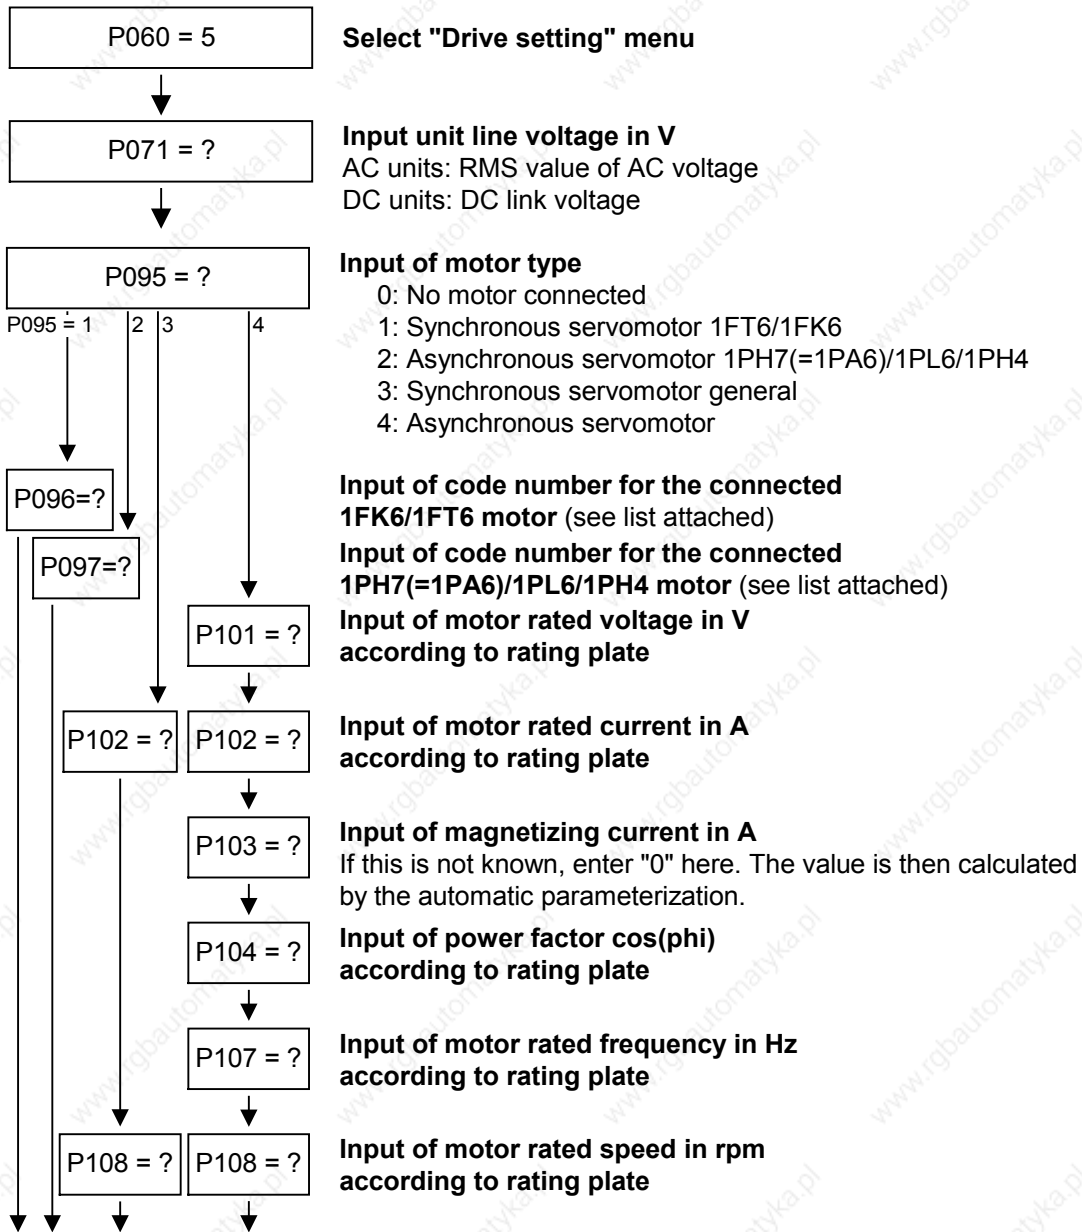 P060 = 5
Select "Drive setting" menu
P071 = ?
Input unit line voltage in V
AC units: RMS value of AC voltage
DC units: DC link voltage
P095 = ?
Input of motor type
0: No motor connected
1: Synchronous servomotor 1FT6/1FK6
2: Asynchronous servomotor 1PH7(=1PA6)/1PL6/1PH4
3: Synchronous servomotor general
4: Asynchronous servomotor
P095 = 1 2 3 4
P096=?
Input of code number for the connected
1FK6/1FT6 motor (see list attached)
P097=?
Input of code number for the connected
1PH7(=1PA6)/1PL6/1PH4 motor (see list attached)
P101 = ?
Input of motor rated voltage in V
according to rating plate
P102 = ? P102 = ?
Input of motor rated current in A
according to rating plate
P103 = ?
Input of magnetizing current in A
If this is not known, enter "0" here. The value is then calculated
by the automatic parameterization.
P104 = ?
Input of power factor cos(phi)
according to rating plate
P107 = ?
Input of motor rated frequency in Hz
according to rating plate
P108 = ? P108 = ?
Input of motor rated speed in rpm
according to rating plate
www.rgbautomatyka.pl